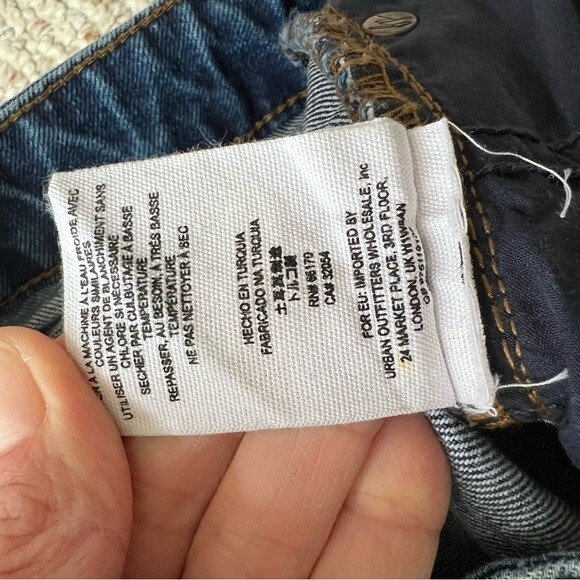 À LA MACHINE À L'EAU FROIDE AVEC
COULEURS SIMILAIRES
UTILISER UN AGENT DE BLANCHIMENT SANS
CHLORE SI NÉCESSAIRE
SÉCHER PAR CULBUTAGE À BASSE
TEMPÉRATURE
REPASSER, AU BESOIN, À TRÈS BASSE
TEMPÉRATURE
NE PAS NETTOYER À SEC
HECHO EN TURQUIA
FABRICADO NA TURQUIA
土耳其製造
トルコ製
RN# 66170
CA# 32054
FOR EU: IMPORTED BY
URBAN OUTFITTERS WHOLESALE, Inc
24 MARKET PLACE, 3RD FLOOR,
LONDON, UK W1W8AN